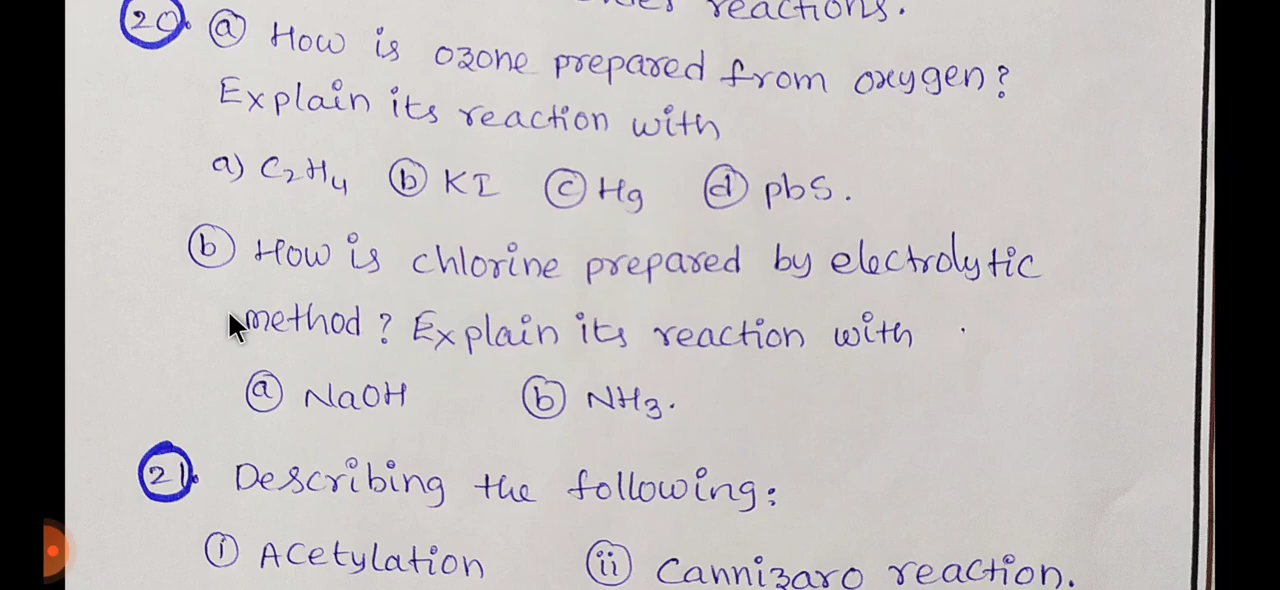 reactions.
20. ⓐ How is ozone prepared from oxygen?
Explain its reaction with
a) C₂H₄ ⓑ KI ⓒ Hg ⓓ pbS.
ⓑ How is chlorine prepared by electrolytic
method? Explain its reaction with
ⓐ NaOH ⓑ NH₃.
21. Describing the following:
ⓘ Acetylation ⓘⓘ Cannizaro reaction.